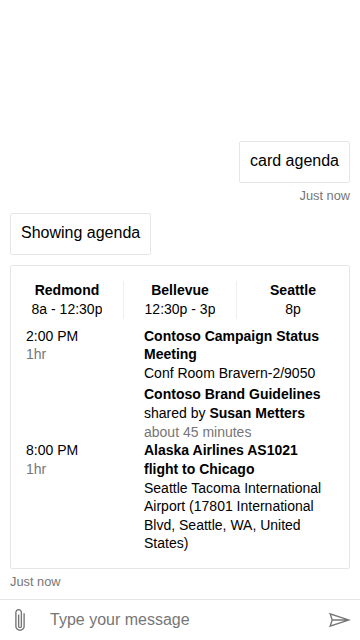 card agenda
Just now
Showing agenda
Redmond Bellevue Seattle
8a - 12:30p 12:30p - 3p 8p
2:00 PM Contoso Campaign Status
1hr Meeting
Conf Room Bravern-2/9050
Contoso Brand Guidelines
shared by Susan Metters
about 45 minutes
8:00 PM Alaska Airlines AS1021
1hr flight to Chicago
Seattle Tacoma International
Airport (17801 International
Blvd, Seattle, WA, United
States)
Just now
Type your message